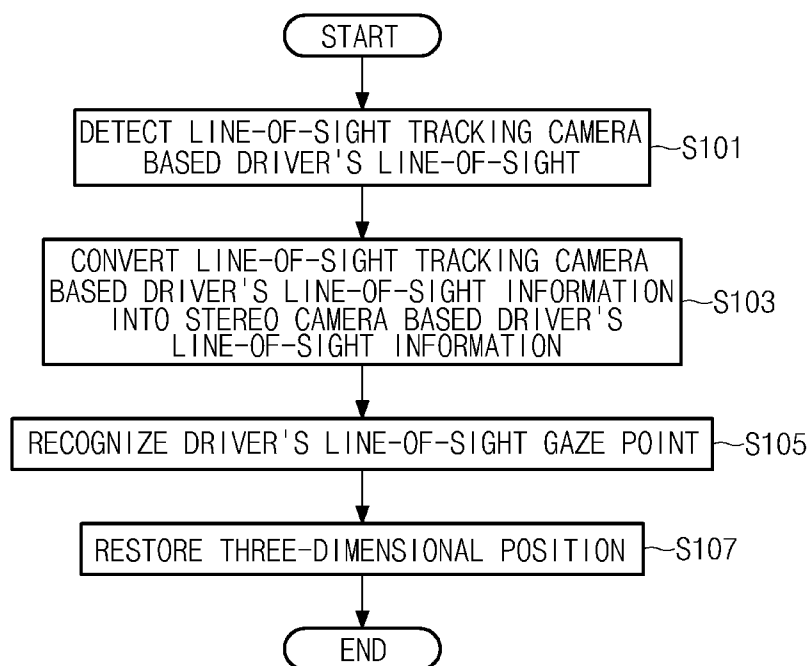 START
DETECT LINE-OF-SIGHT TRACKING CAMERA
BASED DRIVER'S LINE-OF-SIGHT
S101
CONVERT LINE-OF-SIGHT TRACKING CAMERA
BASED DRIVER'S LINE-OF-SIGHT INFORMATION
INTO STEREO CAMERA BASED DRIVER'S
LINE-OF-SIGHT INFORMATION
S103
RECOGNIZE DRIVER'S LINE-OF-SIGHT GAZE POINT
S105
RESTORE THREE-DIMENSIONAL POSITION
S107
END